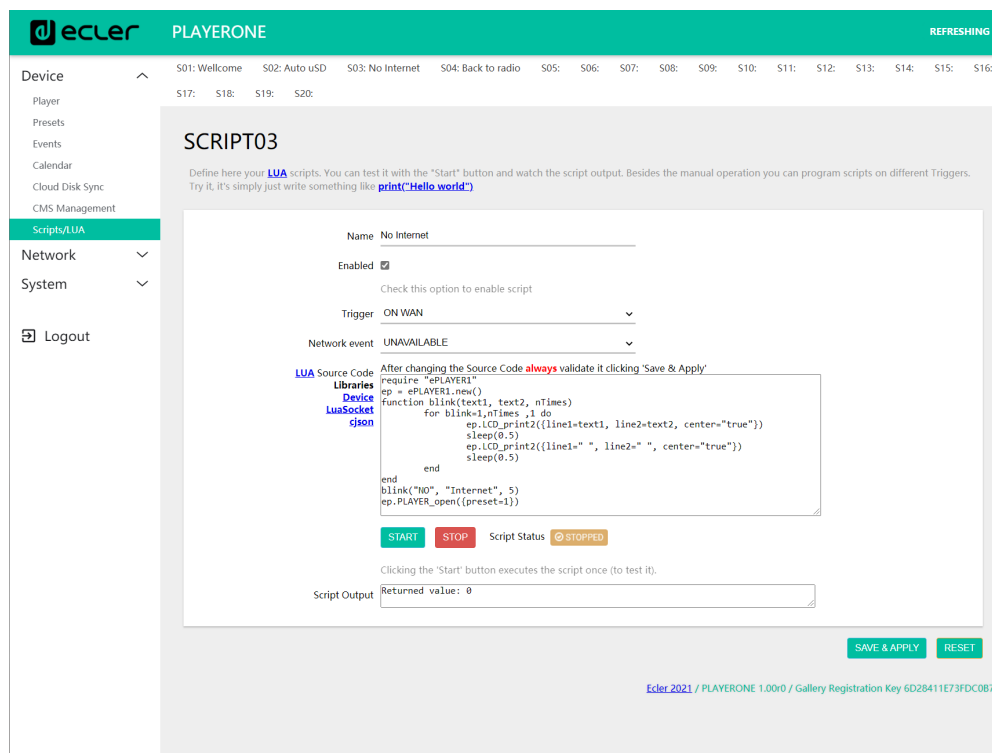 ecler PLAYERONE REFRESHING
Device
Player
Presets
Events
Calendar
Cloud Disk Sync
CMS Management
Scripts/LUA
Network
System
Logout
S01: Wellcome S02: Auto uSD S03: No Internet S04: Back to radio S05: S06: S07: S08: S09: S10: S11: S12: S13: S14: S15: S16:
S17: S18: S19: S20:
SCRIPT03
Define here your LUA scripts. You can test it with the "Start" button and watch the script output. Besides the manual operation you can program scripts on different Triggers.
Try it, it's simply just write something like print("Hello world")
Name No Internet
Enabled
Check this option to enable script
Trigger ON WAN
Network event UNAVAILABLE
LUA Source Code
Libraries
Device
LuaSocket
cjson
After changing the Source Code always validate it clicking 'Save & Apply'
require "ePLAYER1"
ep = ePLAYER1.new()
function blink(text1, text2, nTimes)
for blink=1,nTimes ,1 do
ep.LCD_print2({line1=text1, line2=text2, center="true"})
sleep(0.5)
ep.LCD_print2({line1=" ", line2=" ", center="true"})
sleep(0.5)
end
end
blink("NO", "Internet", 5)
ep.PLAYER_open({preset=1})
START STOP Script Status STOPPED
Clicking the 'Start' button executes the script once (to test it).
Script Output Returned value: 0
SAVE & APPLY RESET
Ecler 2021 / PLAYERONE 1.00r0 / Gallery Registration Key 6D28411E73FDC0B7